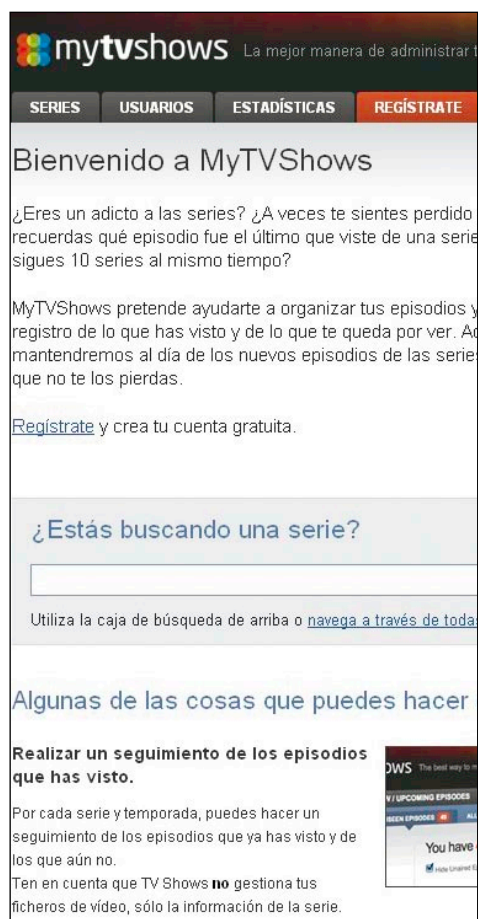 mytvshows La mejor manera de administrar t
SERIES USUARIOS ESTADÍSTICAS REGÍSTRATE
Bienvenido a MyTVShows
¿Eres un adicto a las series? ¿A veces te sientes perdido
recuerdas qué episodio fue el último que viste de una serie
sigues 10 series al mismo tiempo?
MyTVShows pretende ayudarte a organizar tus episodios y
registro de lo que has visto y de lo que te queda por ver. Ad
mantendremos al día de los nuevos episodios de las series
que no te los pierdas.
Regístrate y crea tu cuenta gratuita.
¿Estás buscando una serie?
Utiliza la caja de búsqueda de arriba o navega a través de todas
Algunas de las cosas que puedes hacer
Realizar un seguimiento de los episodios
que has visto.
Por cada serie y temporada, puedes hacer un
seguimiento de los episodios que ya has visto y de
los que aún no.
Ten en cuenta que TV Shows no gestiona tus
ficheros de vídeo, sólo la información de la serie.
OWS The best way to m
V / UPCOMING EPISODES
SEEN EPISODES 48 ALL
You have
Hide Unaired E